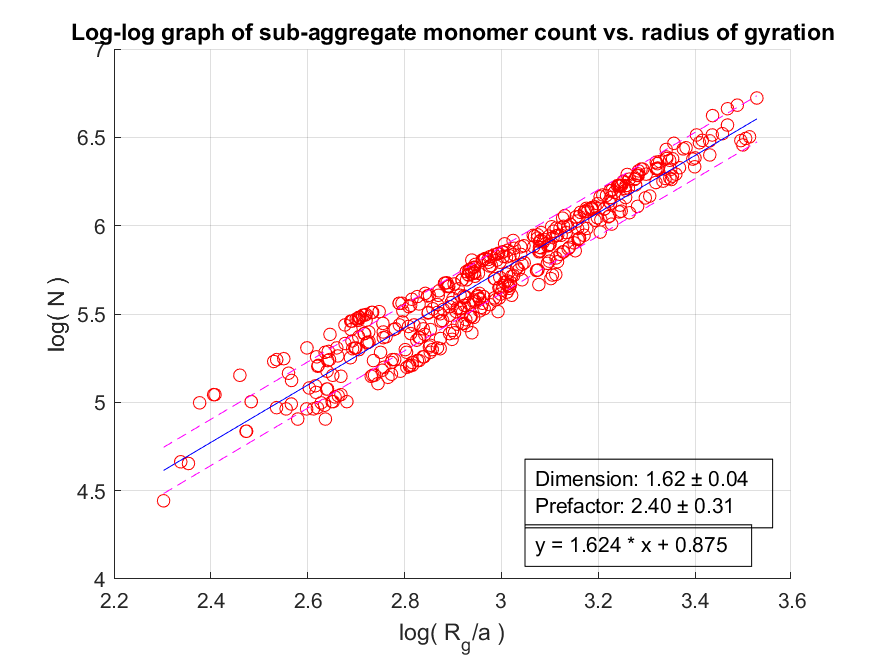 Log-log graph of sub-aggregate monomer count vs. radius of gyration
7
6.5
6
5.5
5
4.5
4
log( N )
Dimension: 1.62 ± 0.04
Prefactor: 2.40 ± 0.31
y = 1.624 * x + 0.875
2.2 2.4 2.6 2.8 3 3.2 3.4 3.6
log( R_g/a )